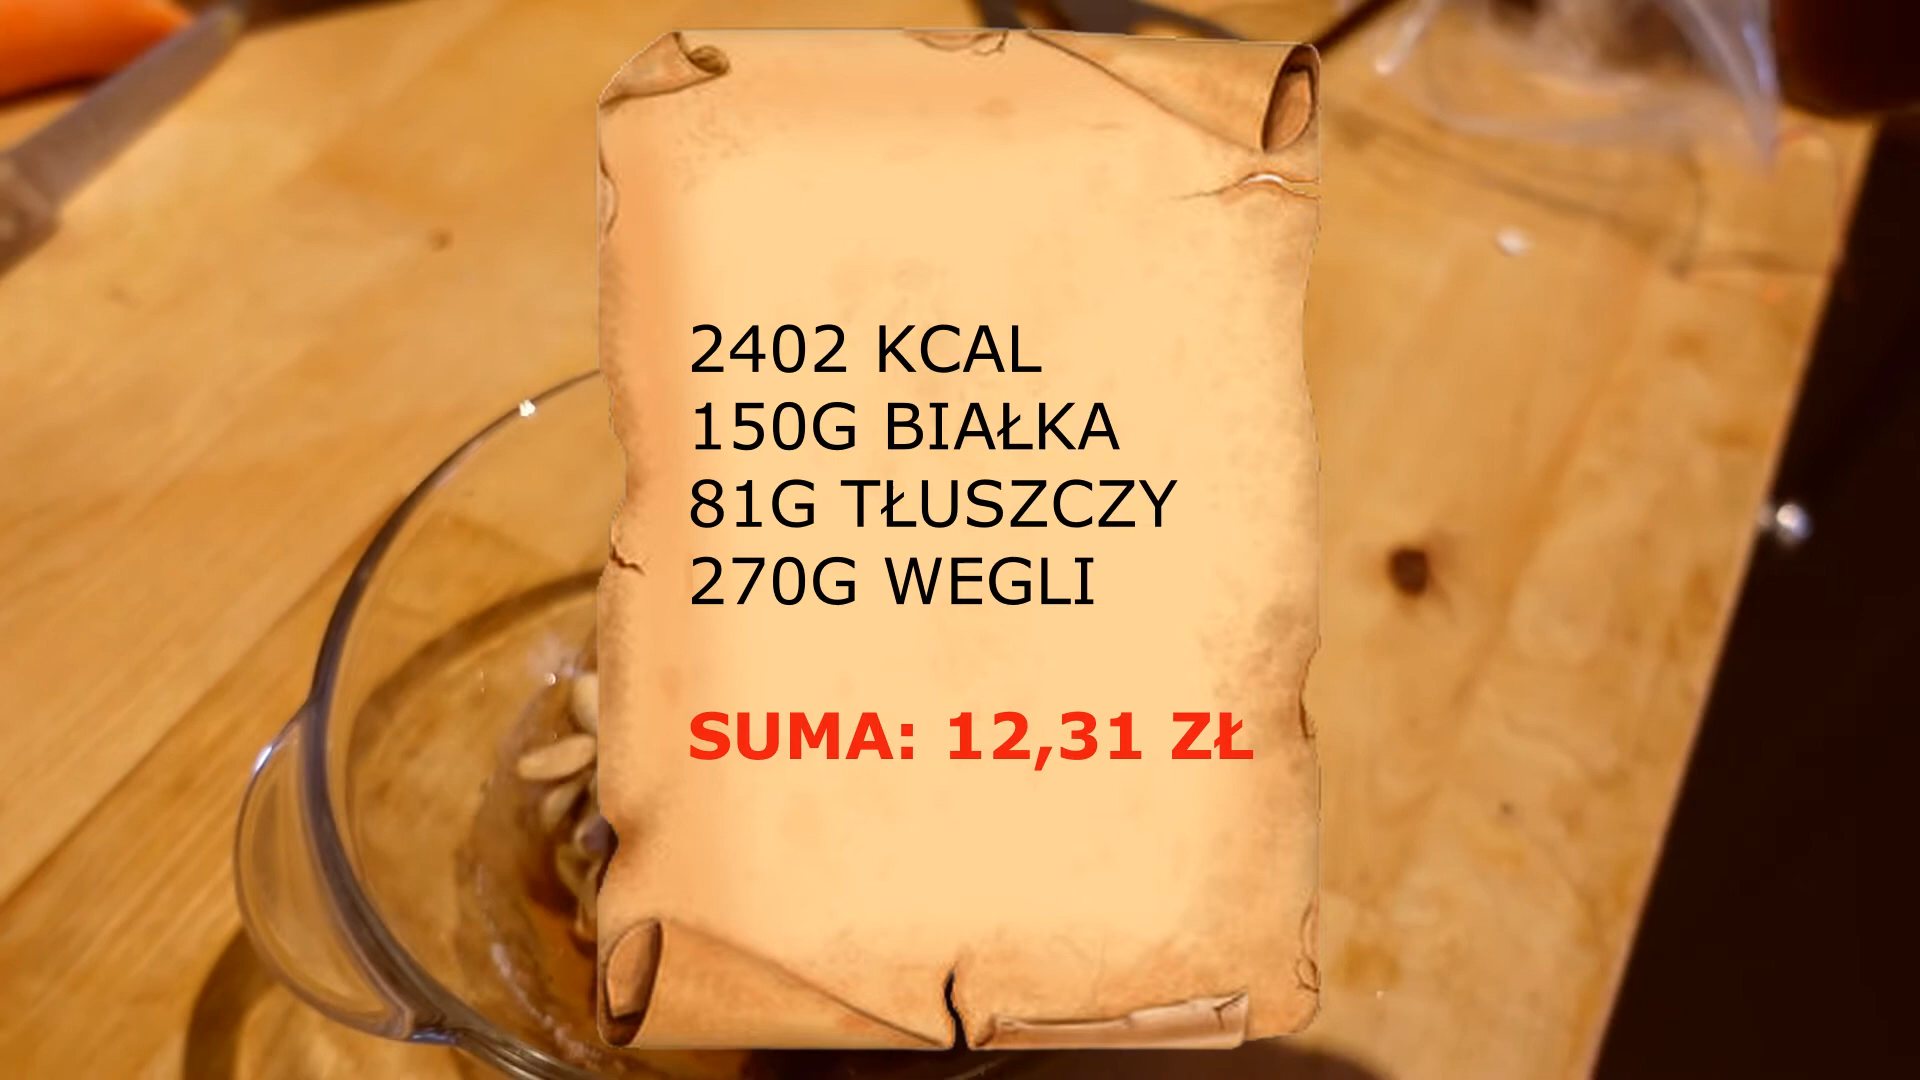 2402 KCAL
150G BIAŁKA
81G TŁUSZCZY
270G WEGLI
SUMA: 12,31 ZŁ